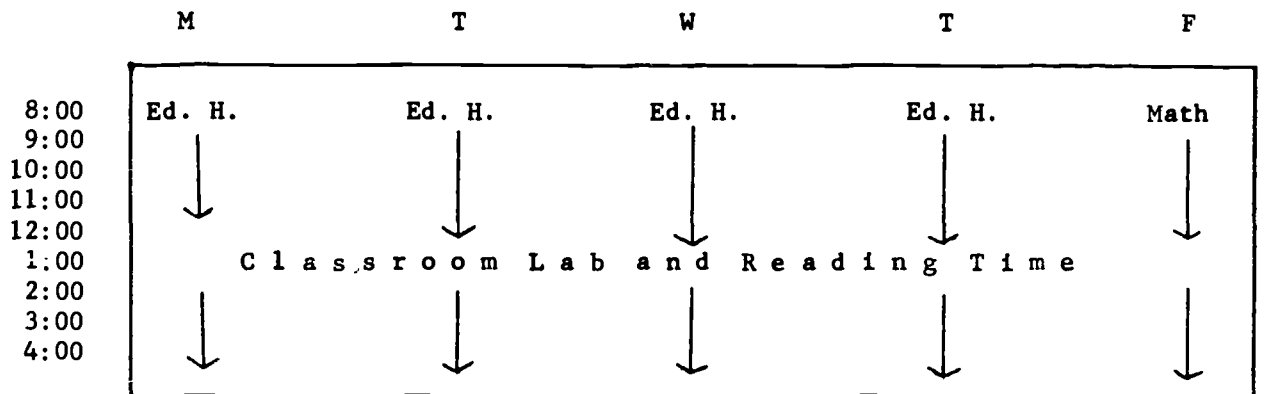 M T W T F
8:00 Ed. H. Ed. H. Ed. H. Ed. H. Math
9:00
10:00
11:00
12:00
1:00 Classroom Lab and Reading Time
2:00
3:00
4:00